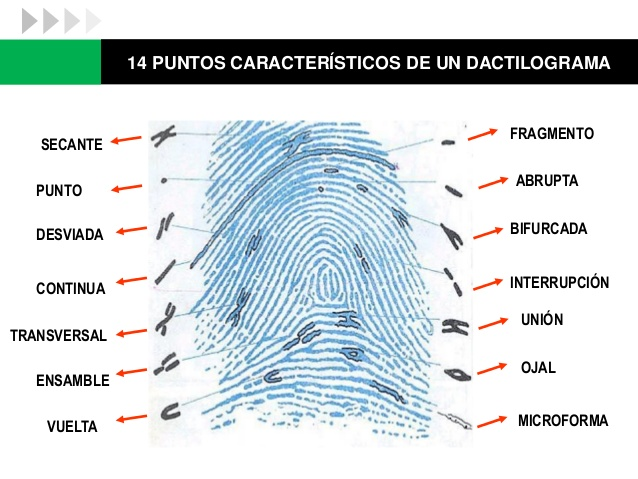 14 PUNTOS CARACTERÍSTICOS DE UN DACTILOGRAMA
SECANTE
PUNTO
DESVIADA
CONTINUA
TRANSVERSAL
ENSAMBLE
VUELTA
FRAGMENTO
ABRUPTA
BIFURCADA
INTERRUPCIÓN
UNIÓN
OJAL
MICROFORMA